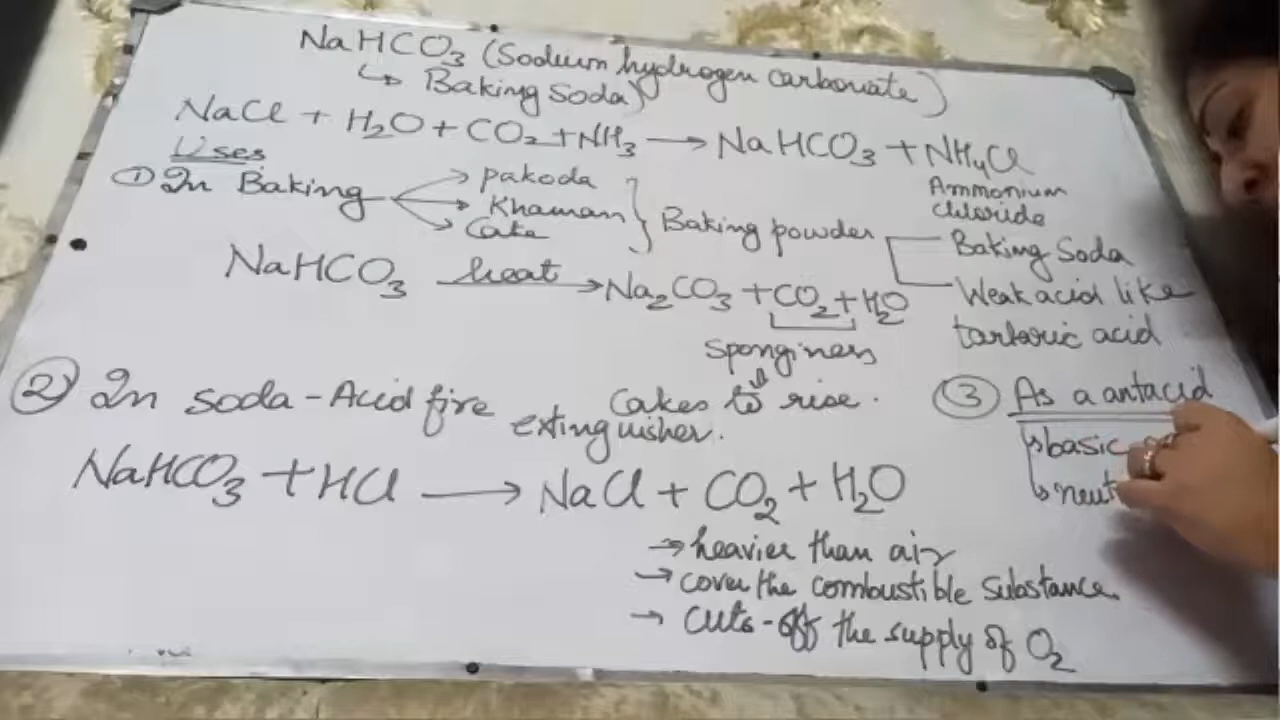 NaHCO₃ (Sodium hydrogen carbonate)
↳ Baking Soda
NaCl + H₂O + CO₂ + NH₃ → NaHCO₃ + NH₄Cl
Ammonium
chloride
Uses
① In Baking
pakoda
Khaman
Cake
Baking powder
Baking Soda
Weak acid like
tartaric acid
NaHCO₃ heat → Na₂CO₃ + CO₂ + H₂O
Sponginess
Cakes to rise.
② In soda-Acid fire
extinguisher.
NaHCO₃ + HCl → NaCl + CO₂ + H₂O
→ heavier than air
→ cover the combustible substance.
→ cuts-off the supply of O₂
③ As a antacid
↳ basic